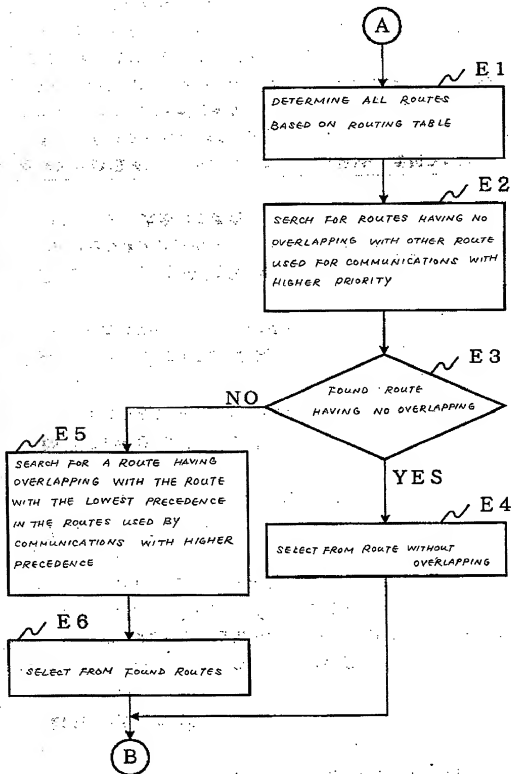 A
E1
DETERMINE ALL ROUTES
BASED ON ROUTING TABLE
E2
SERCH FOR ROUTES HAVING NO
OVERLAPPING WITH OTHER ROUTE
USED FOR COMMUNICATIONS WITH
HIGHER PRIORITY
E3
FOUND ROUTE
HAVING NO OVERLAPPING
NO
YES
E5
SEARCH FOR A ROUTE HAVING
OVERLAPPING WITH THE ROUTE
WITH THE LOWEST PRECEDENCE
IN THE ROUTES USED BY
COMMUNICATIONS WITH HIGHER
PRECEDENCE
E4
SELECT FROM ROUTE WITHOUT
OVERLAPPING
E6
SELECT FROM FOUND ROUTES
B